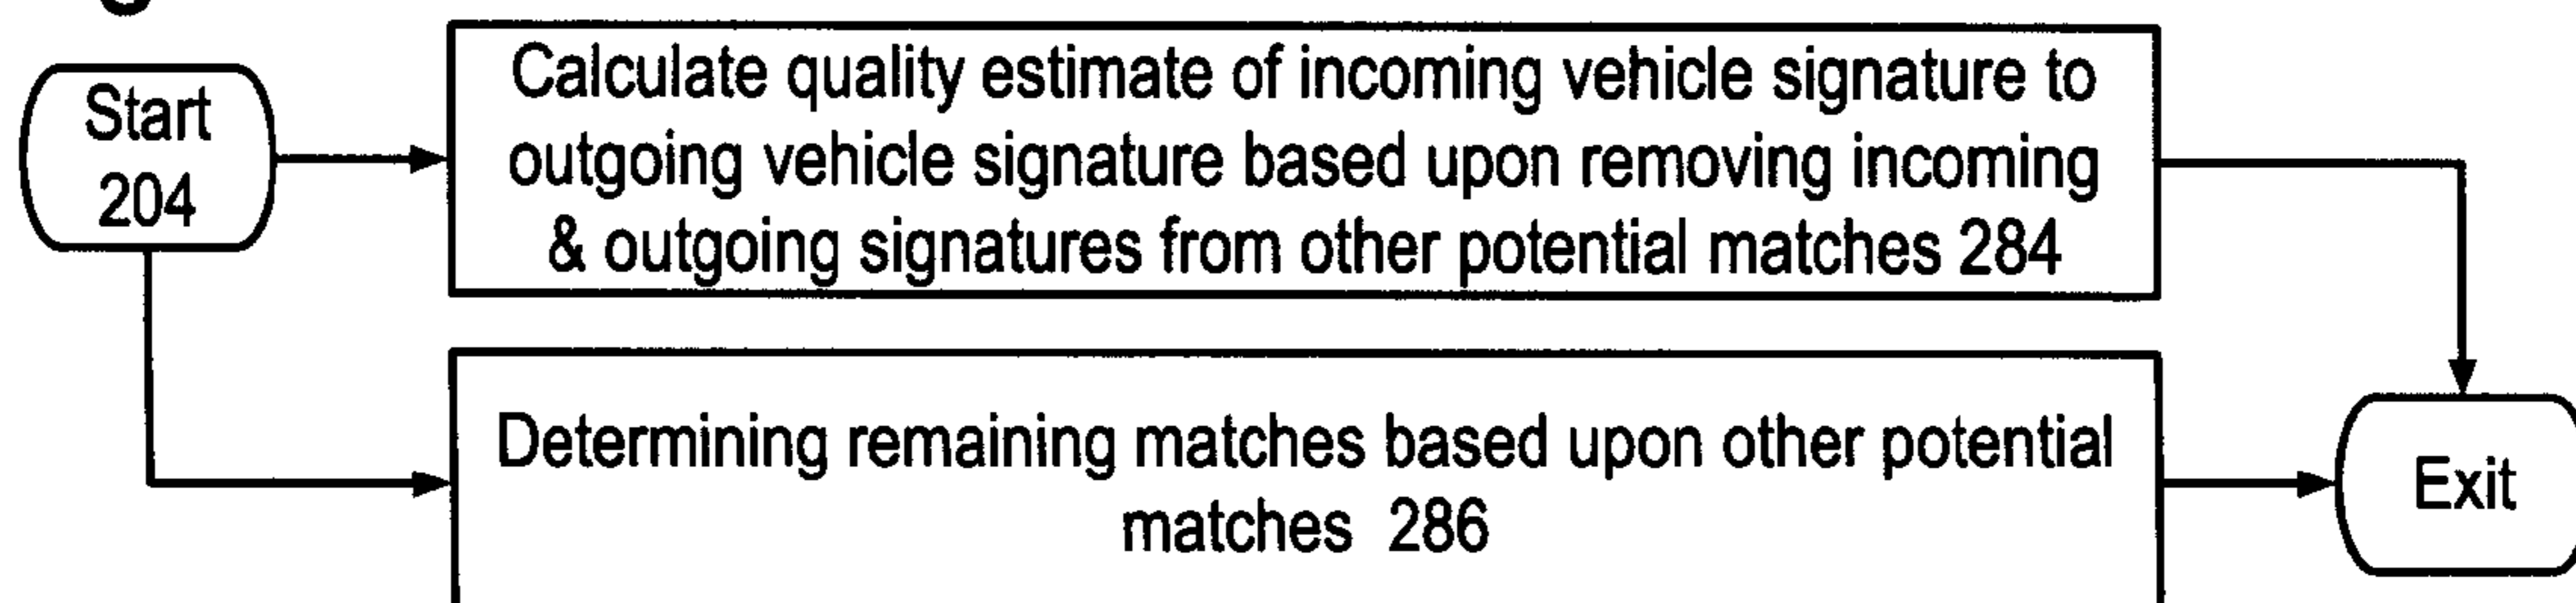 Start
204
Calculate quality estimate of incoming vehicle signature to
outgoing vehicle signature based upon removing incoming
& outgoing signatures from other potential matches 284
Determining remaining matches based upon other potential
matches 286
Exit